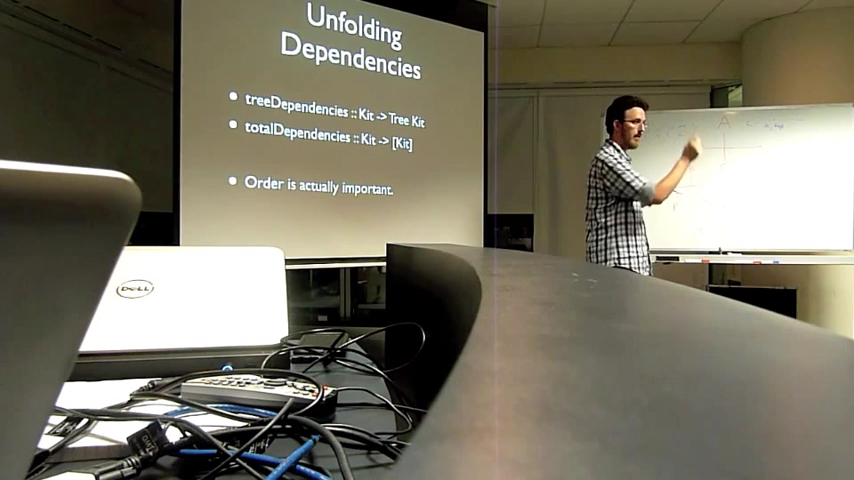 Unfolding
Dependencies
• treeDependencies :: Kit -> Tree Kit
• totalDependencies :: Kit -> [Kit]
• Order is actually important.
DELL
A